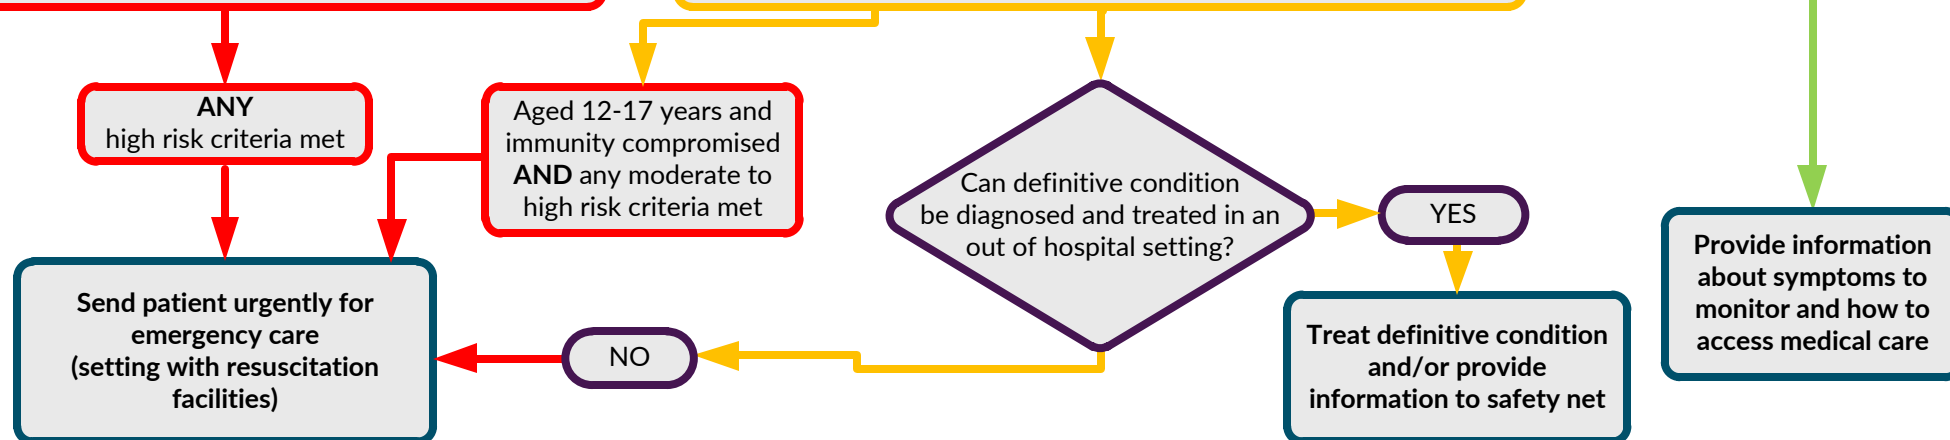 ANY
high risk criteria met
Aged 12-17 years and
immunity compromised
AND any moderate to
high risk criteria met
Can definitive condition
be diagnosed and treated in an
out of hospital setting?
YES
Provide information
about symptoms to
monitor and how to
access medical care
Send patient urgently for
emergency care
(setting with resuscitation
facilities)
NO
Treat definitive condition
and/or provide
information to safety net